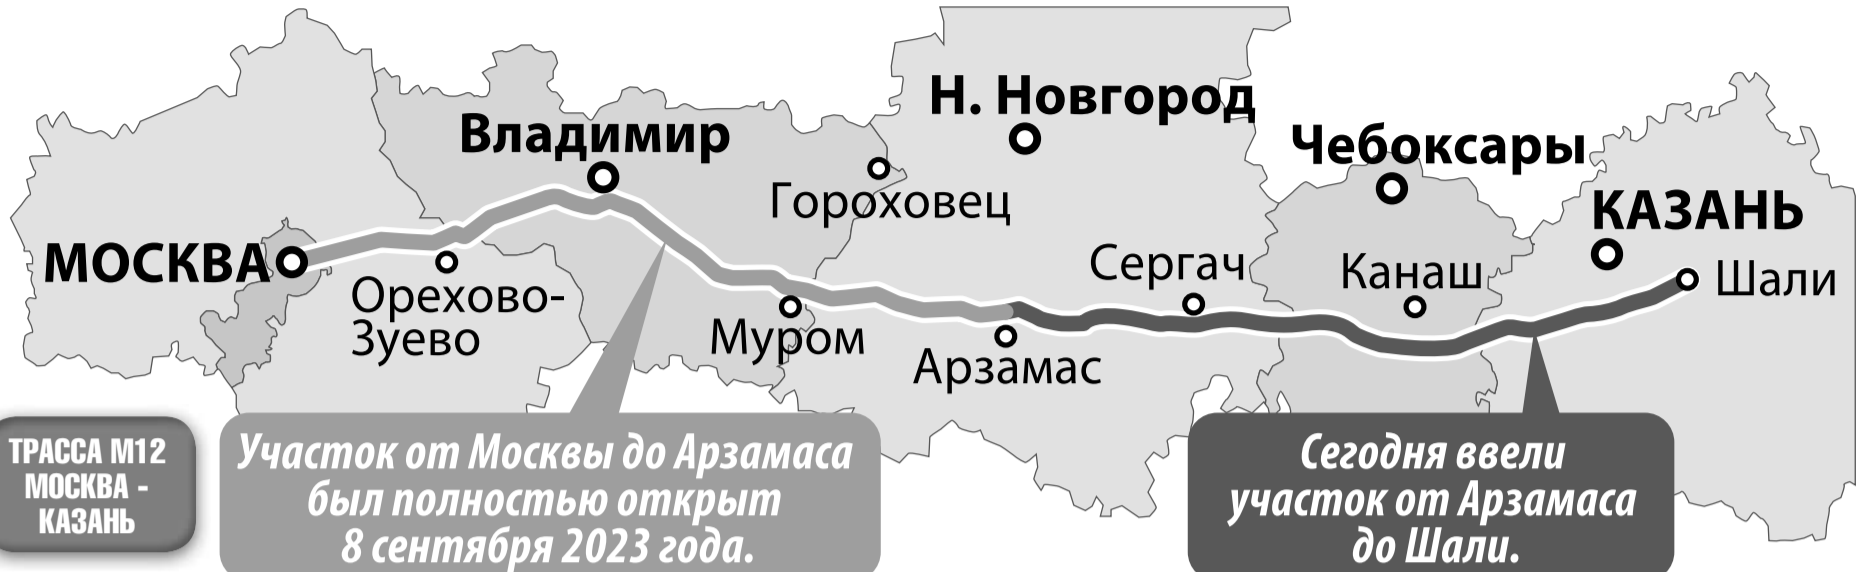 Н. Новгород
Владимир
Чебоксары
Гороховец
КАЗАНЬ
МОСКВА
Сергач
Канаш
Шали
Орехово-
Зуево
Муром
Арзамас
ТРАССА М12
МОСКВА -
КАЗАНЬ
Участок от Москвы до Арзамаса
был полностью открыт
8 сентября 2023 года.
Сегодня ввели
участок от Арзамаса
до Шали.